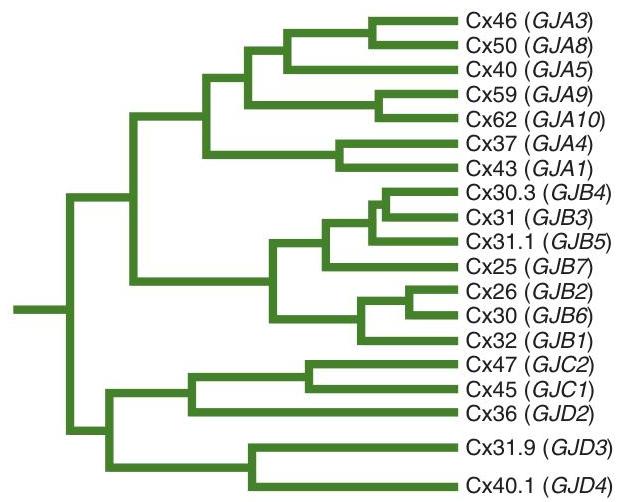 Cx46 (GJA3)
Cx50 (GJA8)
Cx40 (GJA5)
Cx59 (GJA9)
Cx62 (GJA10)
Cx37 (GJA4)
Cx43 (GJA1)
Cx30.3 (GJB4)
Cx31 (GJB3)
Cx31.1 (GJB5)
Cx25 (GJB7)
Cx26 (GJB2)
Cx30 (GJB6)
Cx32 (GJB1)
Cx47 (GJC2)
Cx45 (GJC1)
Cx36 (GJD2)
Cx31.9 (GJD3)
Cx40.1 (GJD4)